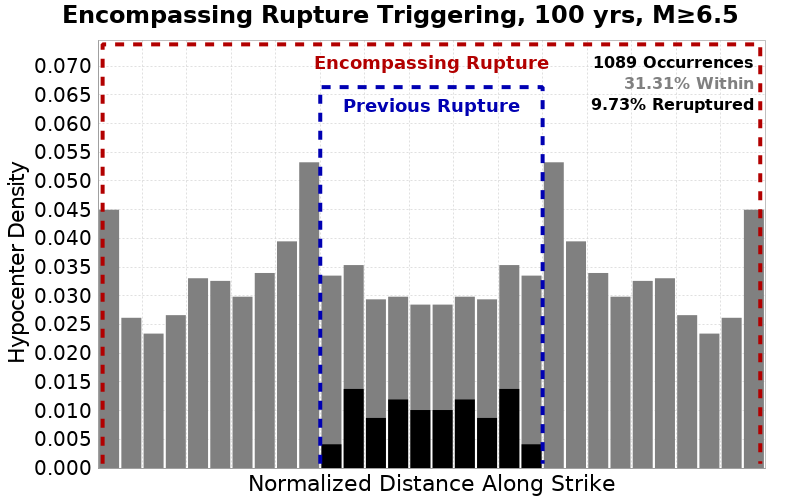 Encompassing Rupture Triggering, 100 yrs, M≥6.5
Encompassing Rupture
1089 Occurrences
31.31% Within
Previous Rupture
9.73% Reruptured
Hypocenter Density
0.070
0.065
0.060
0.055
0.050
0.045
0.040
0.035
0.030
0.025
0.020
0.015
0.010
0.005
0.000
Normalized Distance Along Strike